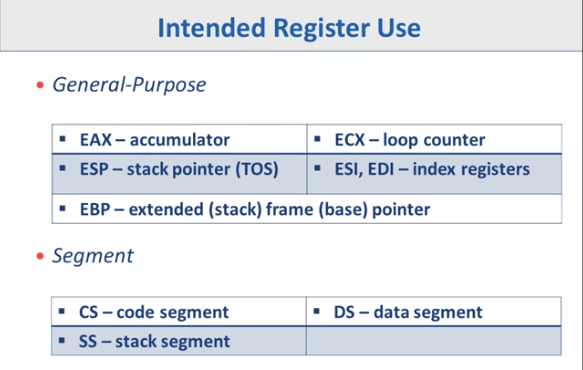 Intended Register Use
• General-Purpose
▪ EAX – accumulator
▪ ECX – loop counter
▪ ESP – stack pointer (TOS)
▪ ESI, EDI – index registers
▪ EBP – extended (stack) frame (base) pointer
• Segment
▪ CS – code segment
▪ DS – data segment
▪ SS – stack segment